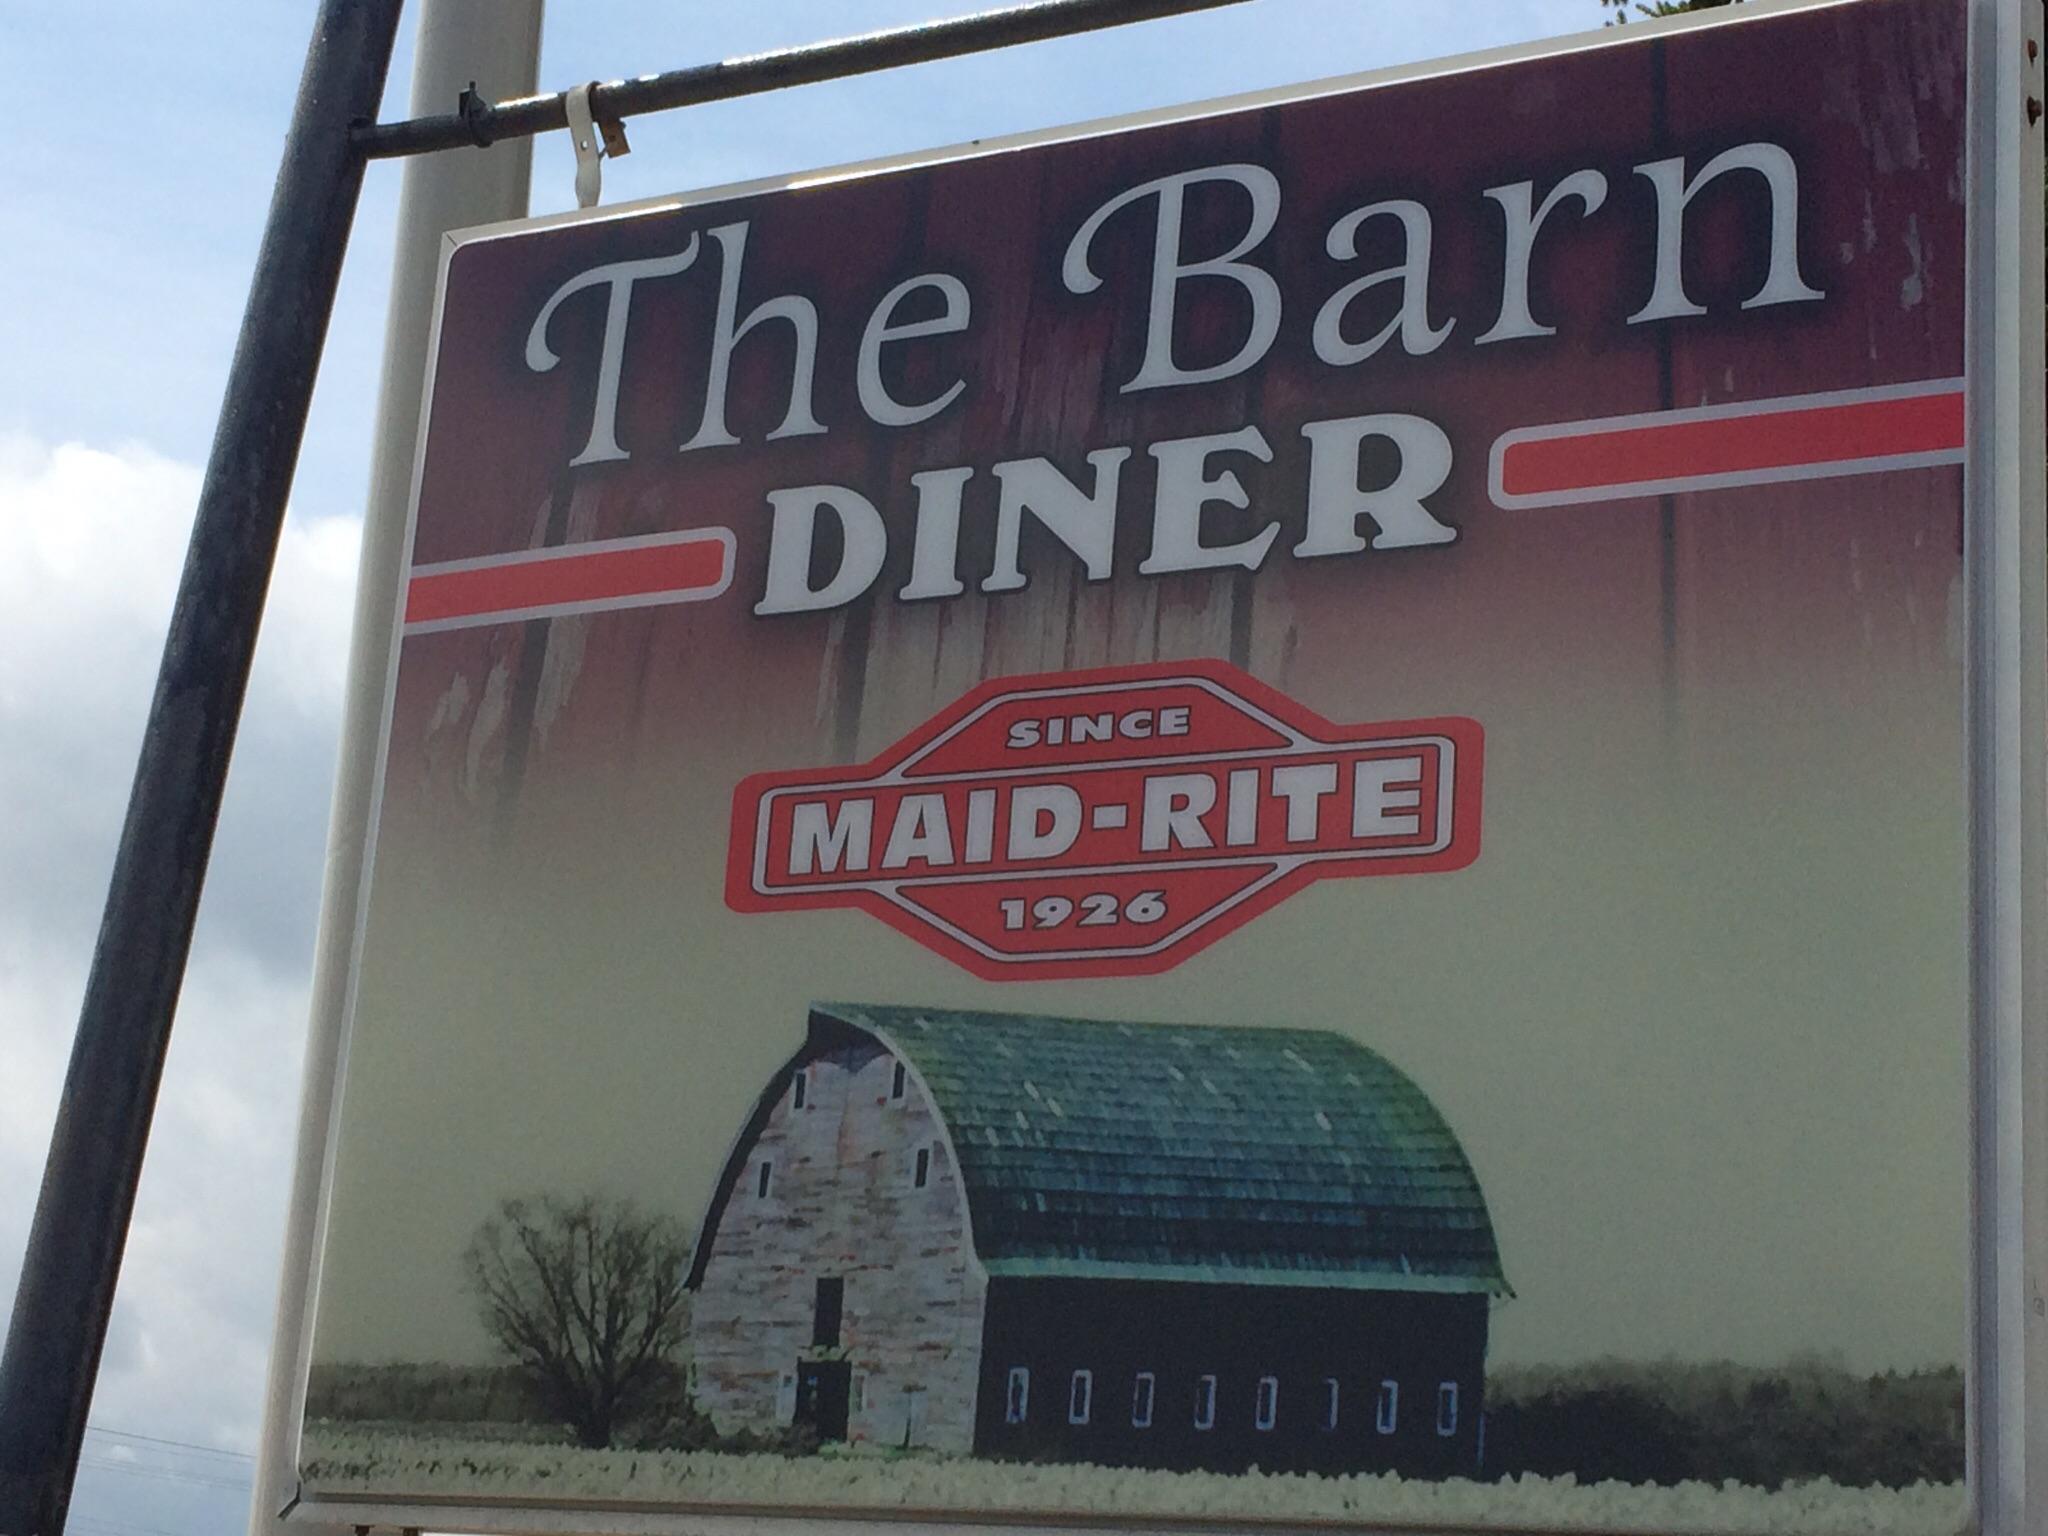 The Barn
DINER
SINCE
MAID-RITE
1926